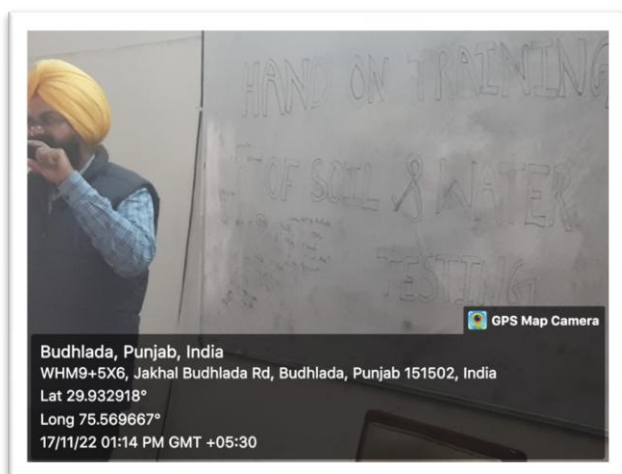 HAND ON TRAINING
OF SOIL & WATER
TESTING
GPS Map Camera
Budhlada, Punjab, India
WHM9+5X6, Jakhal Budhlada Rd, Budhlada, Punjab 151502, India
Lat 29.932918°
Long 75.569667°
17/11/22 01:14 PM GMT +05:30